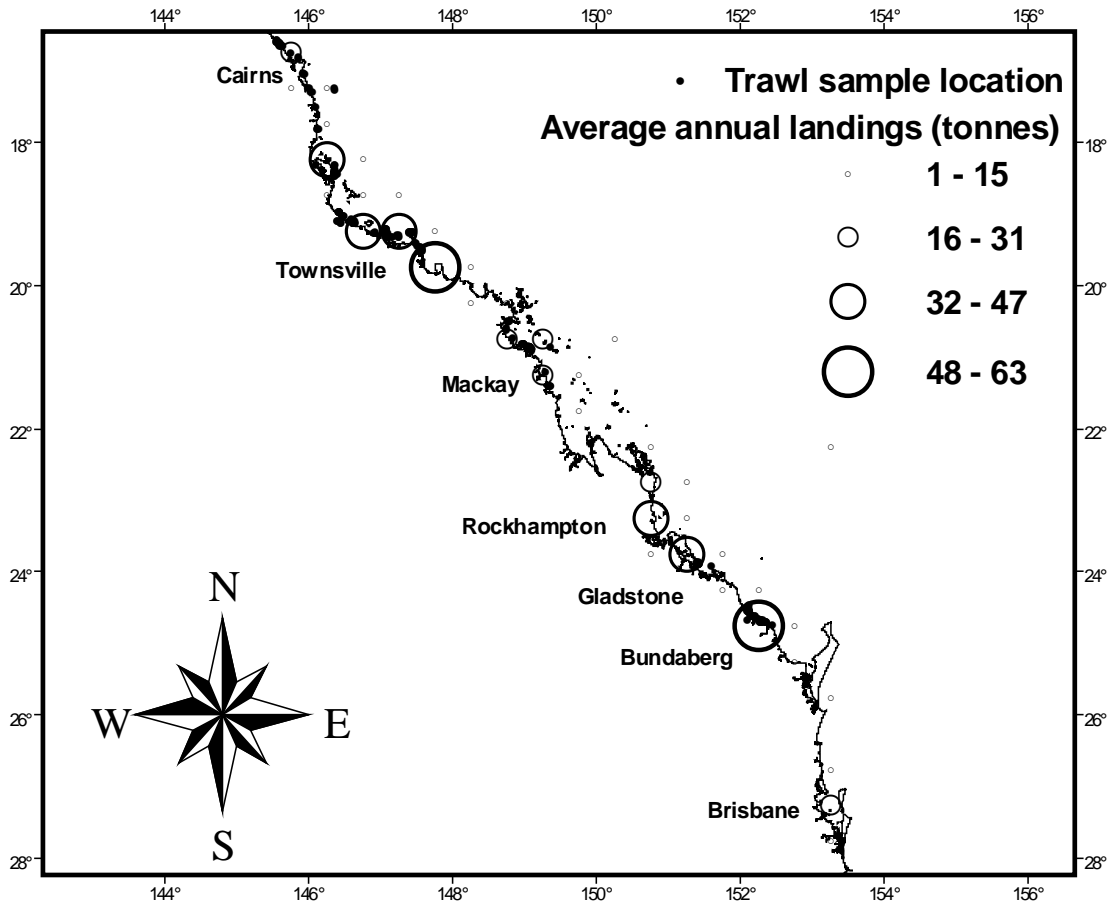 144° 146° 148° 150° 152° 154° 156°
Cairns
Trawl sample location
Average annual landings (tonnes)
18° 18°
1 - 15
16 - 31
Townsville
20° 20°
32 - 47
48 - 63
Mackay
22° 22°
Rockhampton
24° 24°
N
Gladstone
Bundaberg
W E
26° 26°
Brisbane
S
28° 28°
144° 146° 148° 150° 152° 154° 156°